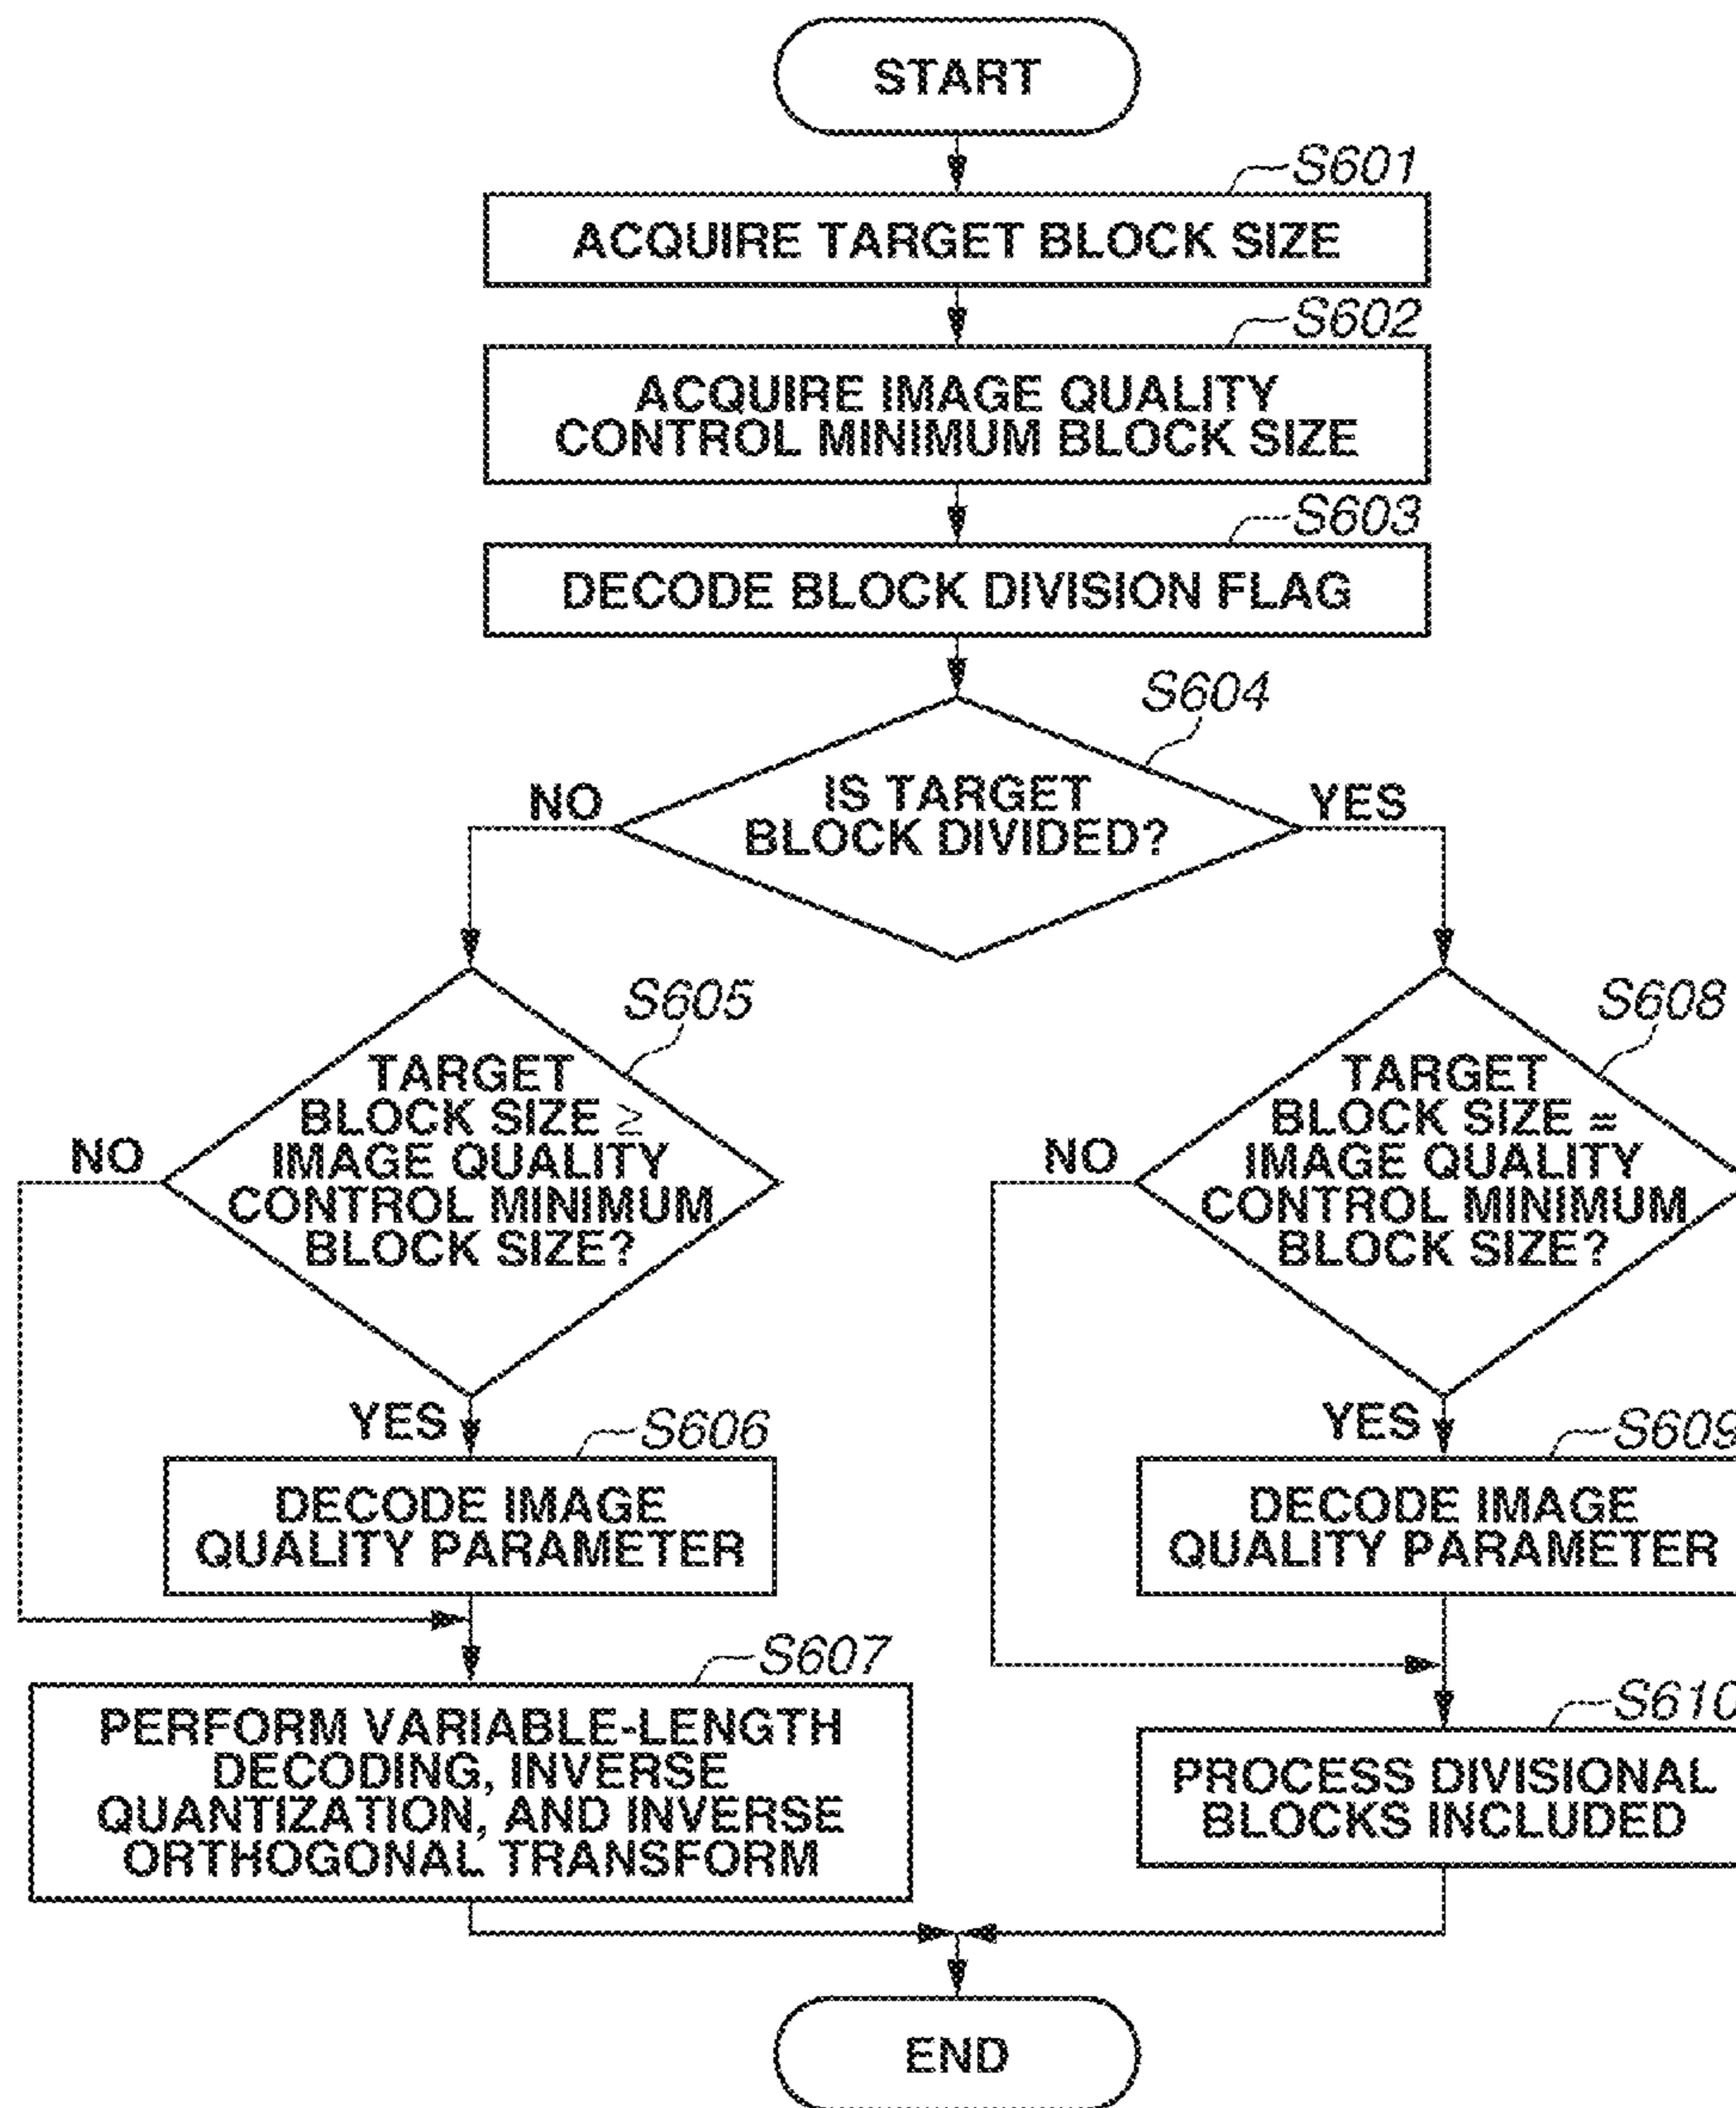 START
S601
ACQUIRE TARGET BLOCK SIZE
S602
ACQUIRE IMAGE QUALITY
CONTROL MINIMUM BLOCK SIZE
S603
DECODE BLOCK DIVISION FLAG
S604
IS TARGET
BLOCK DIVIDED?
NO
YES
S605
TARGET
BLOCK SIZE ≥
IMAGE QUALITY
CONTROL MINIMUM
BLOCK SIZE?
NO
YES
S606
DECODE IMAGE
QUALITY PARAMETER
S607
PERFORM VARIABLE-LENGTH
DECODING, INVERSE
QUANTIZATION, AND INVERSE
ORTHOGONAL TRANSFORM
S608
TARGET
BLOCK SIZE =
IMAGE QUALITY
CONTROL MINIMUM
BLOCK SIZE?
NO
YES
S609
DECODE IMAGE
QUALITY PARAMETER
S610
PROCESS DIVISIONAL
BLOCKS INCLUDED
END